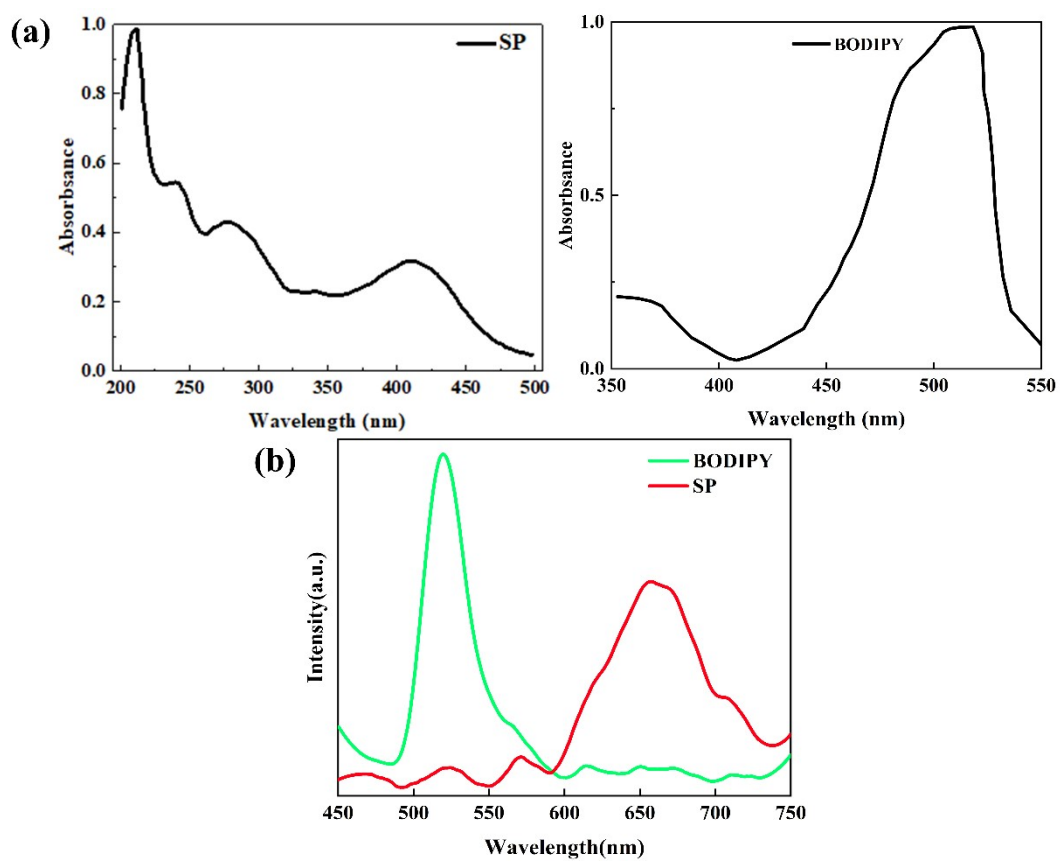 (a)
SP
Absorbsance
1.0
0.8
0.6
0.4
0.2
0.0
200 250 300 350 400 450 500
Wavelength (nm)
BODIPY
Absorbsance
1.0
0.5
0.0
350 400 450 500 550
Wavelength (nm)
(b)
BODIPY
SP
Intensity(a.u.)
450 500 550 600 650 700 750
Wavelength(nm)